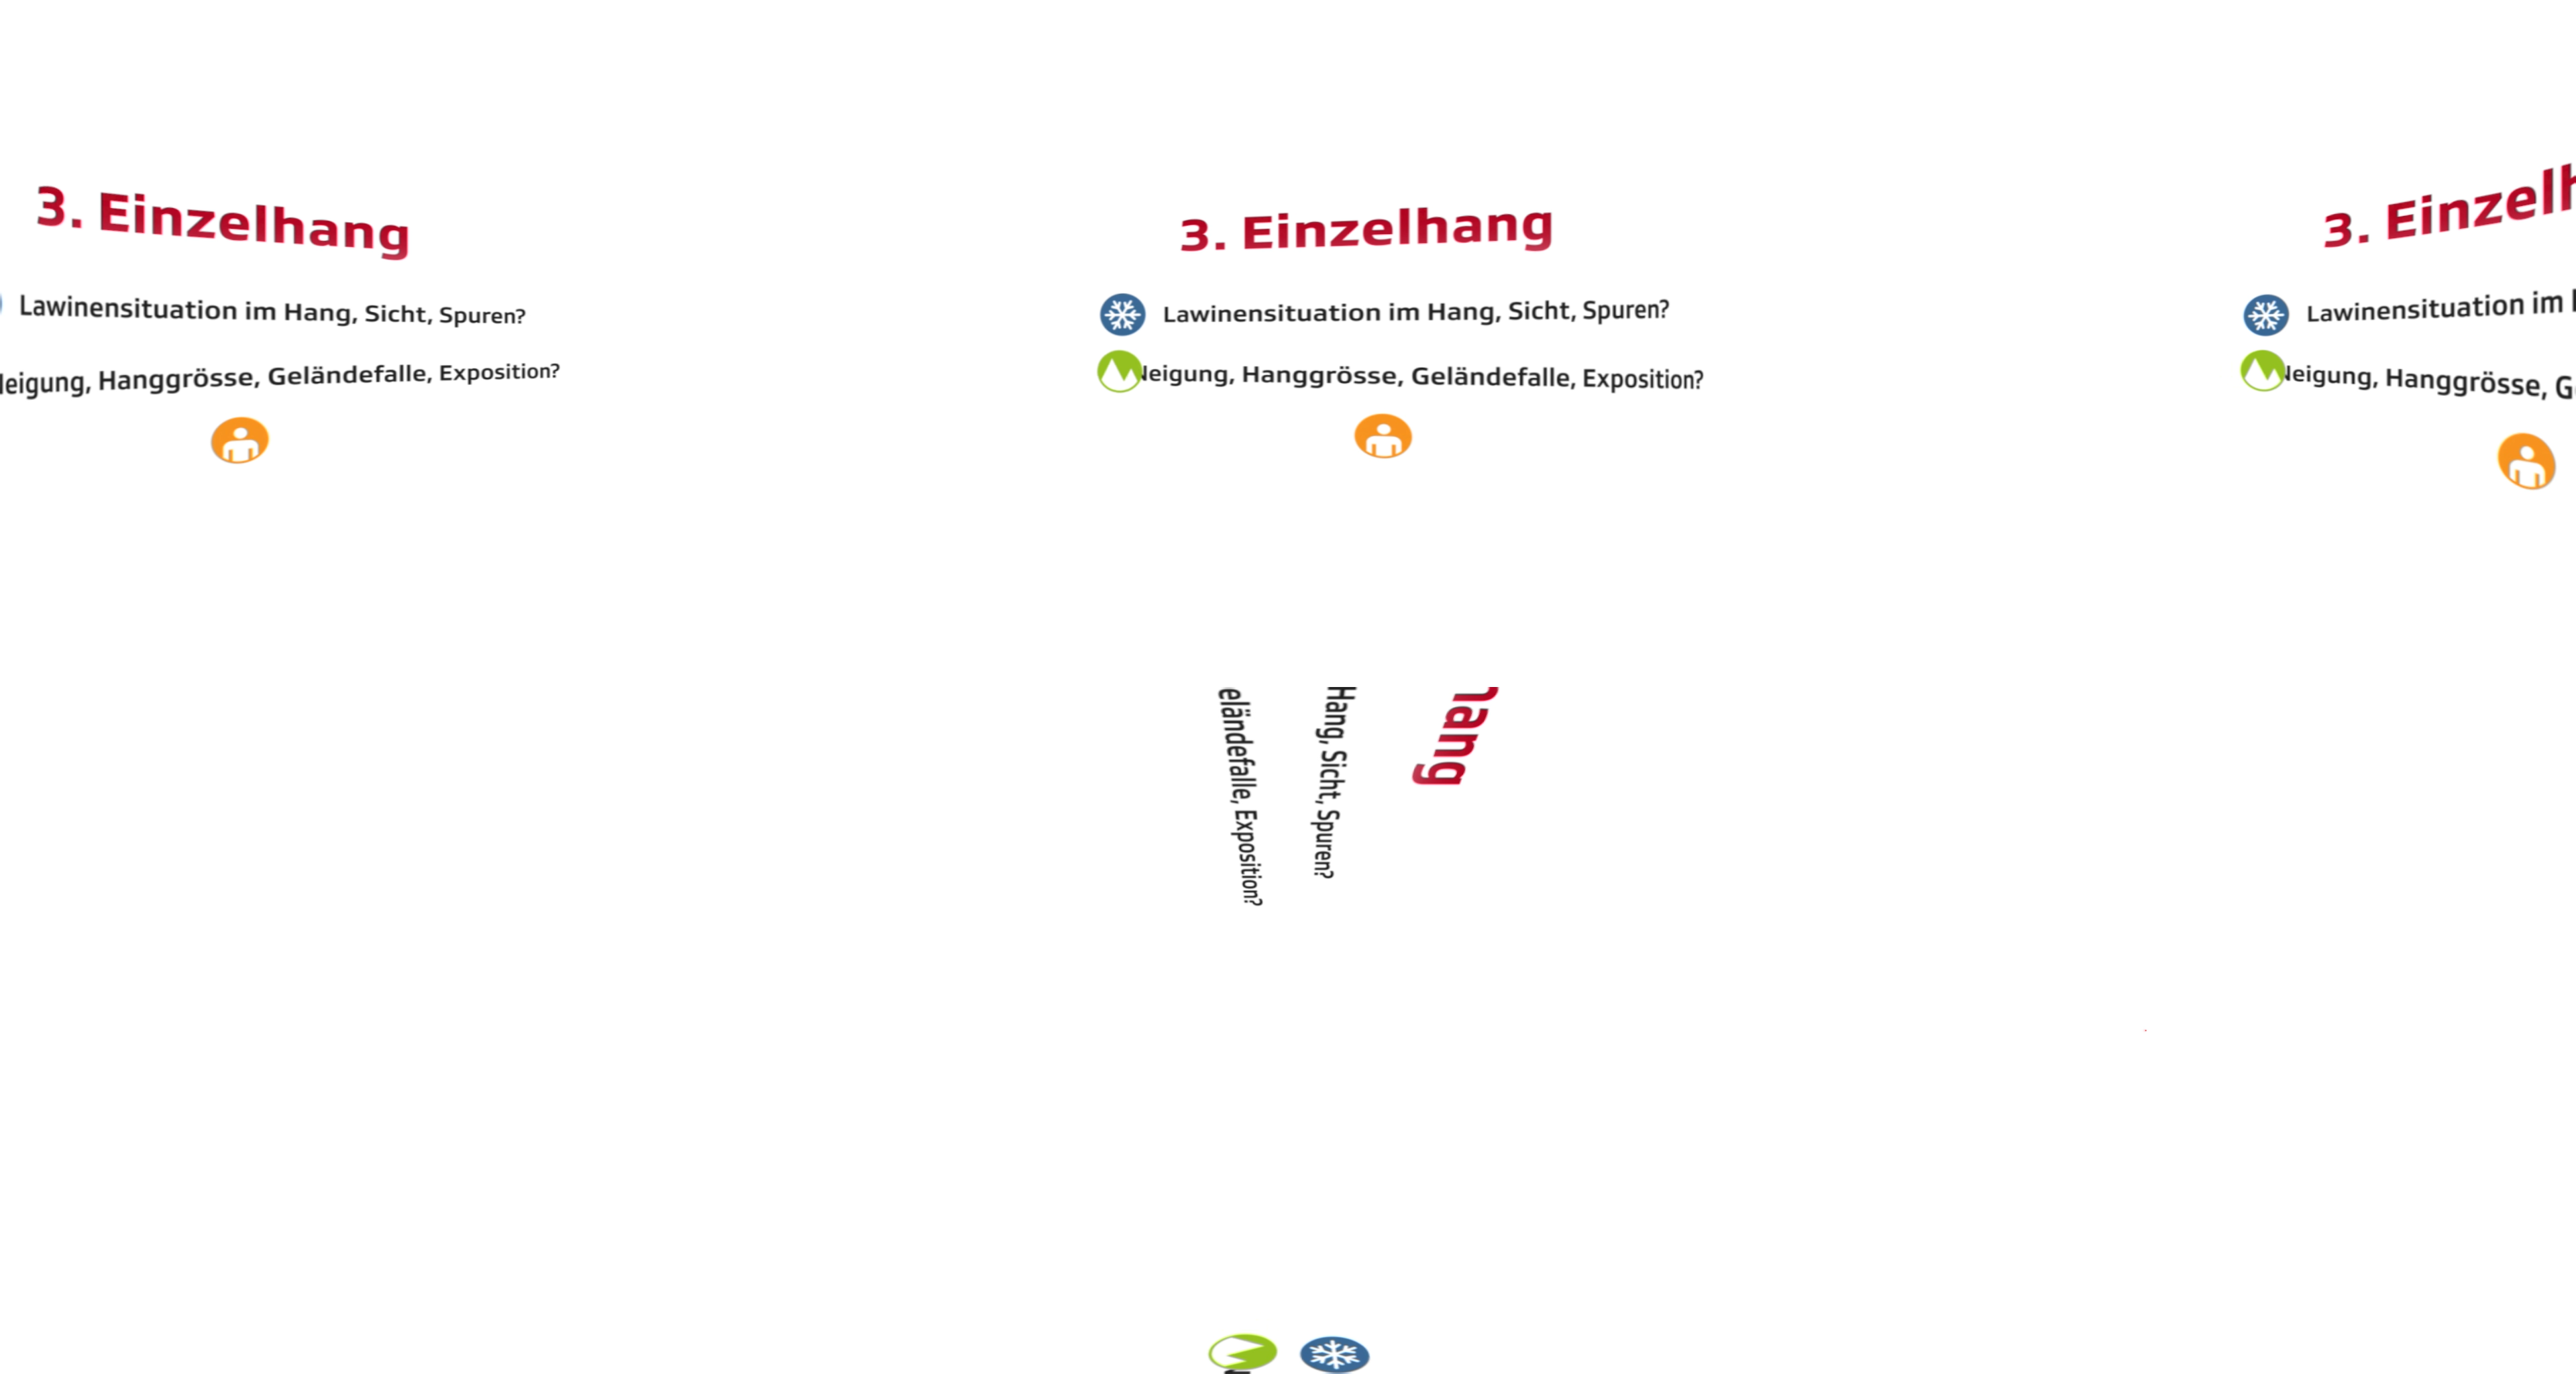 3. Einzelhang
Lawinensituation im Hang, Sicht, Spuren?
eigung, Hanggrösse, Geländefalle, Exposition?
3. Einzelhang
Lawinensituation im Hang, Sicht, Spuren?
eigung, Hanggrösse, Geländefalle, Exposition?
3. Einzelh
Lawinensituation im
eigung, Hanggrösse, G
ang
Hang, Sicht, Spuren?
eländefalle, Exposition?